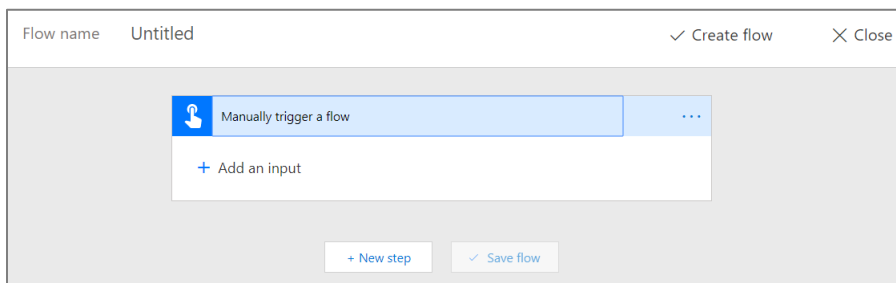 Flow name Untitled Create flow Close
Manually trigger a flow ...
+ Add an input
+ New step Save flow